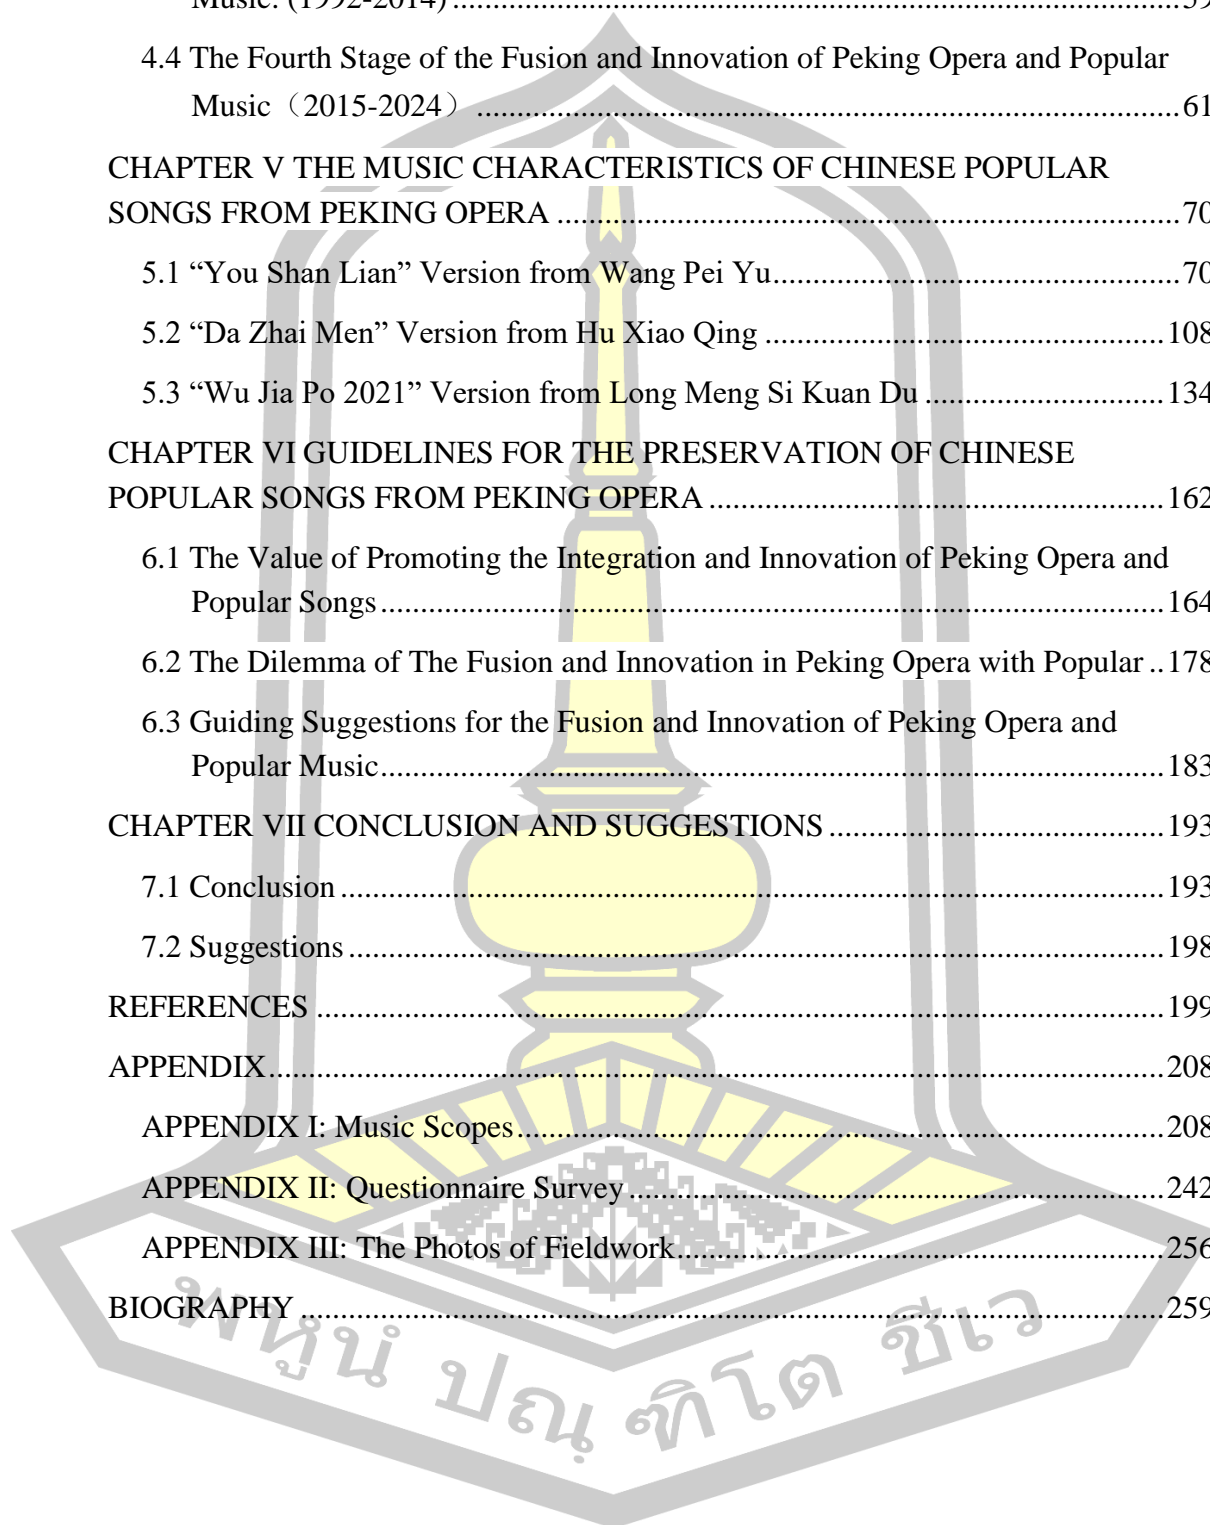 Music. (1992-2014) ........ 59
4.4 The Fourth Stage of the Fusion and Innovation of Peking Opera and Popular
Music（2015-2024） ........ 61
CHAPTER V THE MUSIC CHARACTERISTICS OF CHINESE POPULAR
SONGS FROM PEKING OPERA ........ 70
5.1 “You Shan Lian” Version from Wang Pei Yu ........ 70
5.2 “Da Zhai Men” Version from Hu Xiao Qing ........ 108
5.3 “Wu Jia Po 2021” Version from Long Meng Si Kuan Du ........ 134
CHAPTER VI GUIDELINES FOR THE PRESERVATION OF CHINESE
POPULAR SONGS FROM PEKING OPERA ........ 162
6.1 The Value of Promoting the Integration and Innovation of Peking Opera and
Popular Songs ........ 164
6.2 The Dilemma of The Fusion and Innovation in Peking Opera with Popular .. 178
6.3 Guiding Suggestions for the Fusion and Innovation of Peking Opera and
Popular Music ........ 183
CHAPTER VII CONCLUSION AND SUGGESTIONS ........ 193
7.1 Conclusion ........ 193
7.2 Suggestions ........ 198
REFERENCES ........ 199
APPENDIX ........ 208
APPENDIX I: Music Scopes ........ 208
APPENDIX II: Questionnaire Survey ........ 242
APPENDIX III: The Photos of Fieldwork ........ 256
BIOGRAPHY ........ 259
พหูนํ ปณฺฑิโต ชีเว